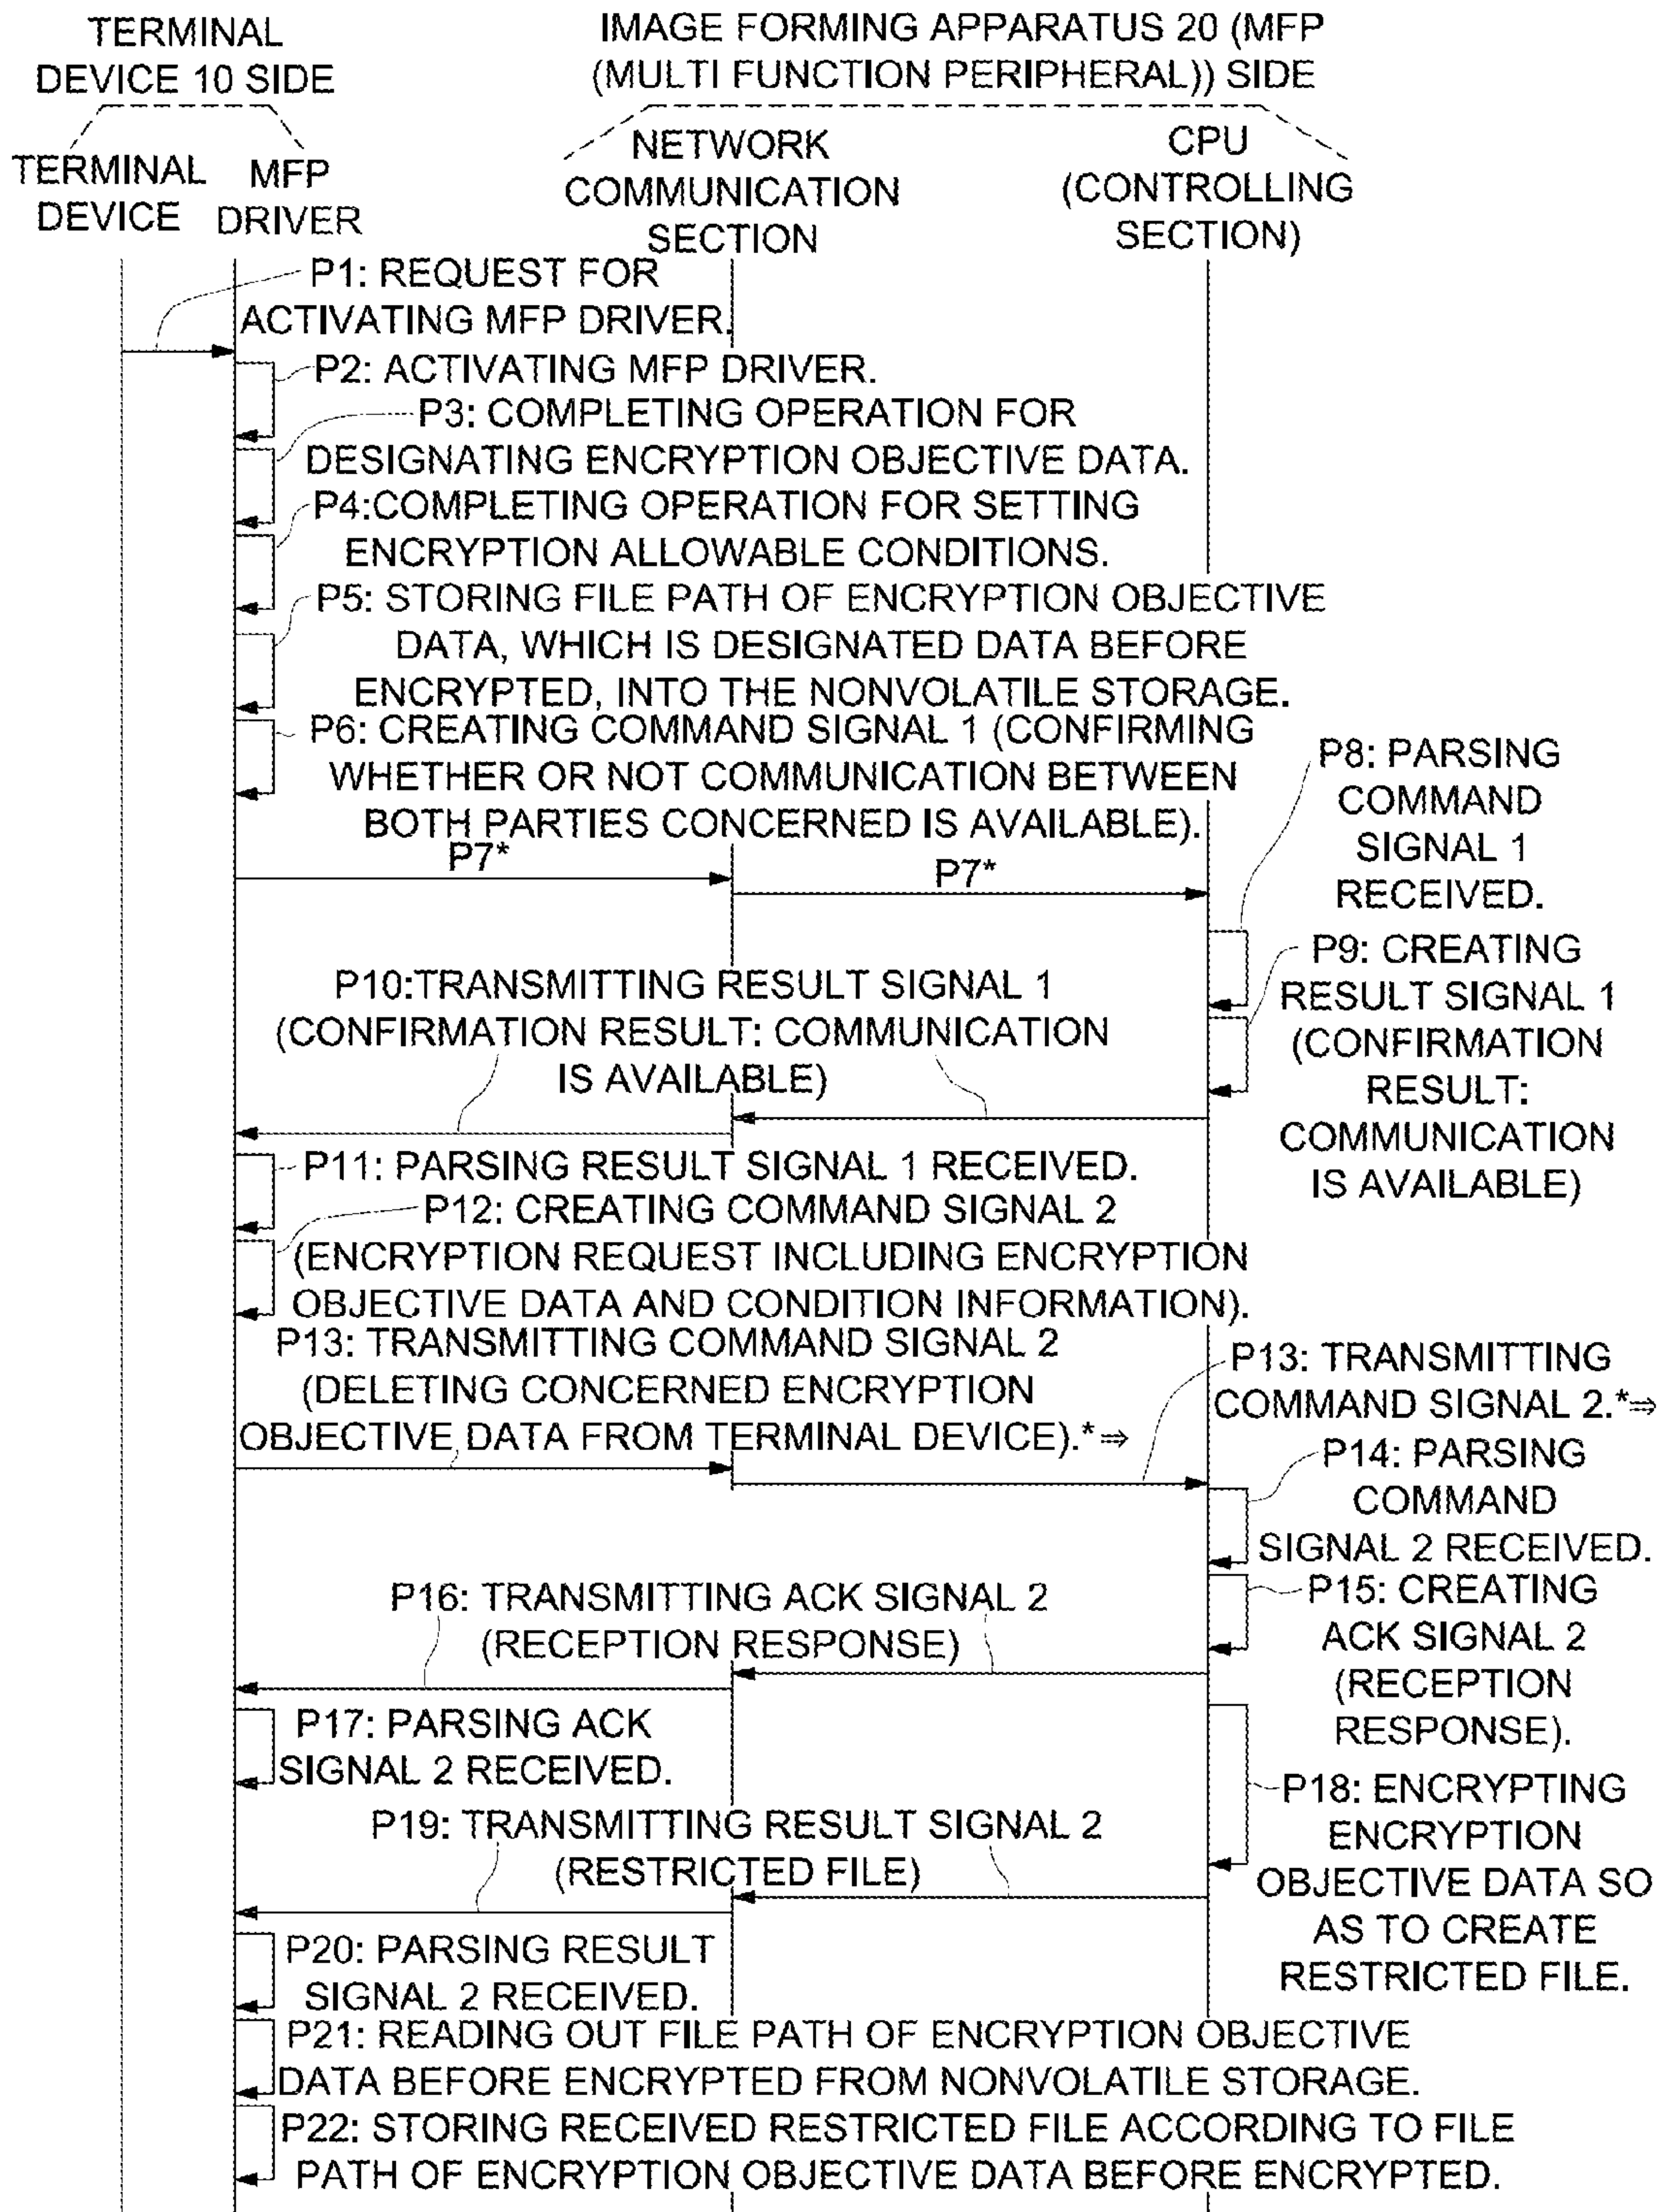 TERMINAL
DEVICE 10 SIDE
IMAGE FORMING APPARATUS 20 (MFP
(MULTI FUNCTION PERIPHERAL)) SIDE
TERMINAL
DEVICE
MFP
DRIVER
NETWORK
COMMUNICATION
SECTION
CPU
(CONTROLLING
SECTION)
P1: REQUEST FOR
ACTIVATING MFP DRIVER.
P2: ACTIVATING MFP DRIVER.
P3: COMPLETING OPERATION FOR
DESIGNATING ENCRYPTION OBJECTIVE DATA.
P4:COMPLETING OPERATION FOR SETTING
ENCRYPTION ALLOWABLE CONDITIONS.
P5: STORING FILE PATH OF ENCRYPTION OBJECTIVE
DATA, WHICH IS DESIGNATED DATA BEFORE
ENCRYPTED, INTO THE NONVOLATILE STORAGE.
P6: CREATING COMMAND SIGNAL 1 (CONFIRMING
WHETHER OR NOT COMMUNICATION BETWEEN
BOTH PARTIES CONCERNED IS AVAILABLE).
P7*
P7*
P8: PARSING
COMMAND
SIGNAL 1
RECEIVED.
P9: CREATING
RESULT SIGNAL 1
(CONFIRMATION
RESULT:
COMMUNICATION
IS AVAILABLE)
P10:TRANSMITTING RESULT SIGNAL 1
(CONFIRMATION RESULT: COMMUNICATION
IS AVAILABLE)
P11: PARSING RESULT SIGNAL 1 RECEIVED.
P12: CREATING COMMAND SIGNAL 2
(ENCRYPTION REQUEST INCLUDING ENCRYPTION
OBJECTIVE DATA AND CONDITION INFORMATION).
P13: TRANSMITTING COMMAND SIGNAL 2
(DELETING CONCERNED ENCRYPTION
OBJECTIVE DATA FROM TERMINAL DEVICE).*⇒
P13: TRANSMITTING
COMMAND SIGNAL 2.*⇒
P14: PARSING
COMMAND
SIGNAL 2 RECEIVED.
P15: CREATING
ACK SIGNAL 2
(RECEPTION
RESPONSE).
P16: TRANSMITTING ACK SIGNAL 2
(RECEPTION RESPONSE)
P17: PARSING ACK
SIGNAL 2 RECEIVED.
P18: ENCRYPTING
ENCRYPTION
OBJECTIVE DATA SO
AS TO CREATE
RESTRICTED FILE.
P19: TRANSMITTING RESULT SIGNAL 2
(RESTRICTED FILE)
P20: PARSING RESULT
SIGNAL 2 RECEIVED.
P21: READING OUT FILE PATH OF ENCRYPTION OBJECTIVE
DATA BEFORE ENCRYPTED FROM NONVOLATILE STORAGE.
P22: STORING RECEIVED RESTRICTED FILE ACCORDING TO FILE
PATH OF ENCRYPTION OBJECTIVE DATA BEFORE ENCRYPTED.